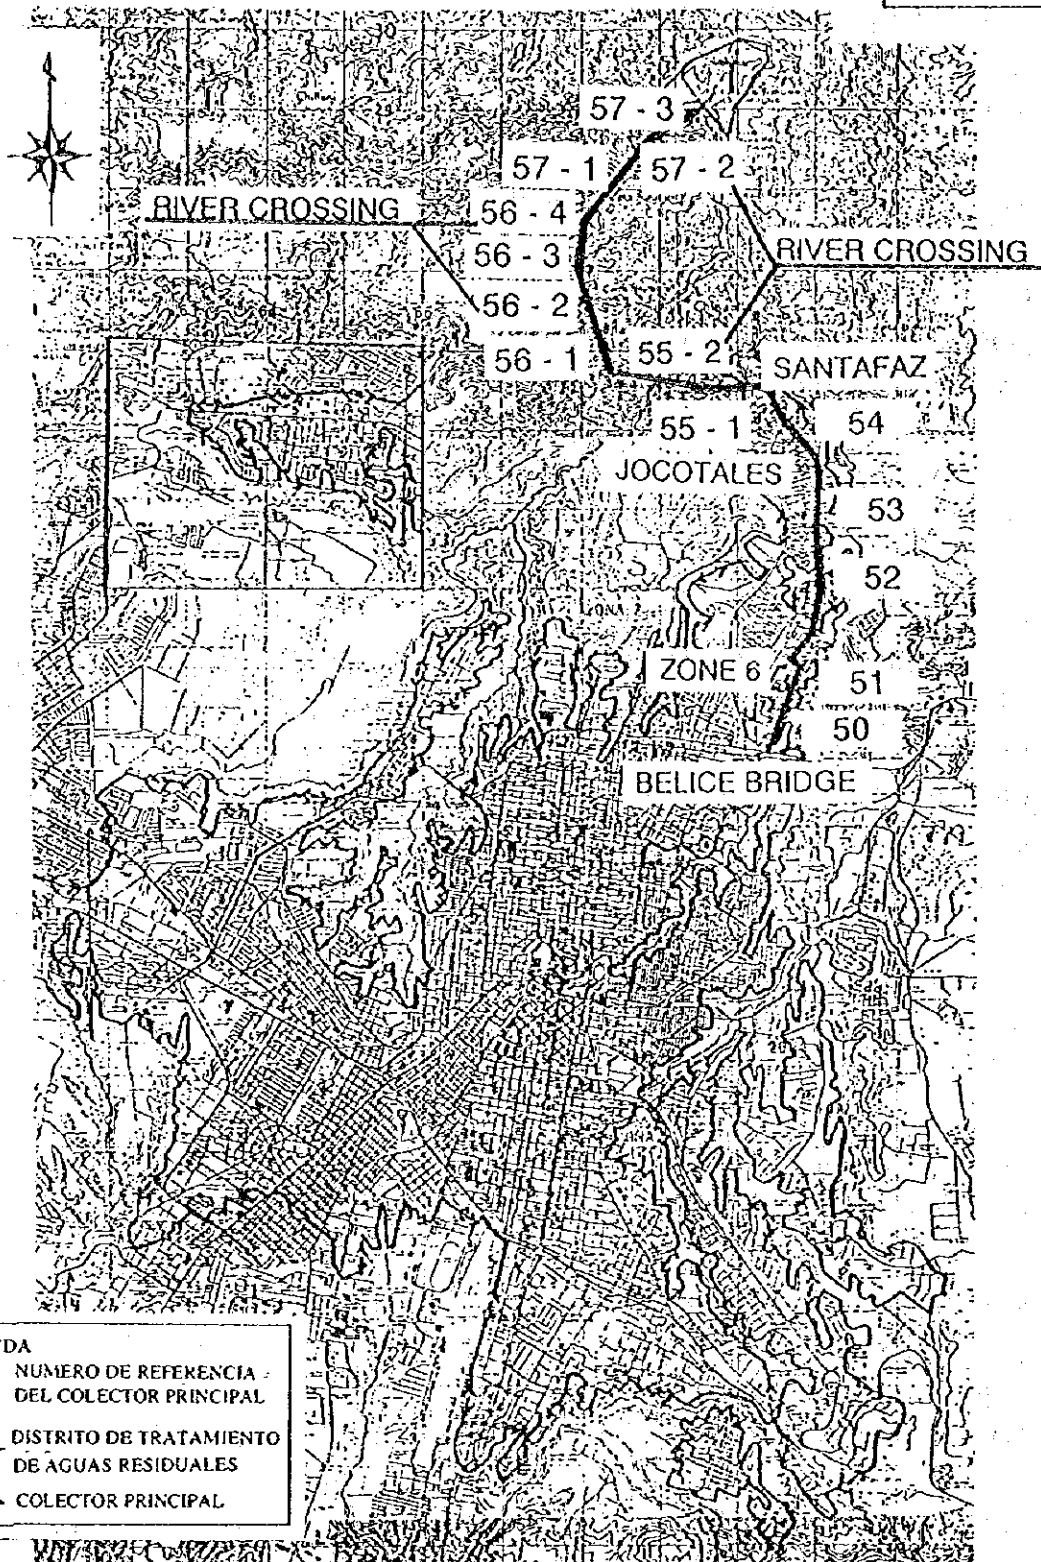 57 - 3
57 - 1
57 - 2
RIVER CROSSING
56 - 4
56 - 3
RIVER CROSSING
56 - 2
56 - 1
55 - 2
SANTAFAZ
55 - 1
54
JOCOTALES
53
52
ZONE 6
51
50
BELICE BRIDGE
NUMERO DE REFERENCIA
DEL COLECTOR PRINCIPAL
DISTRITO DE TRATAMIENTO
DE AGUAS RESIDUALES
COLECTOR PRINCIPAL